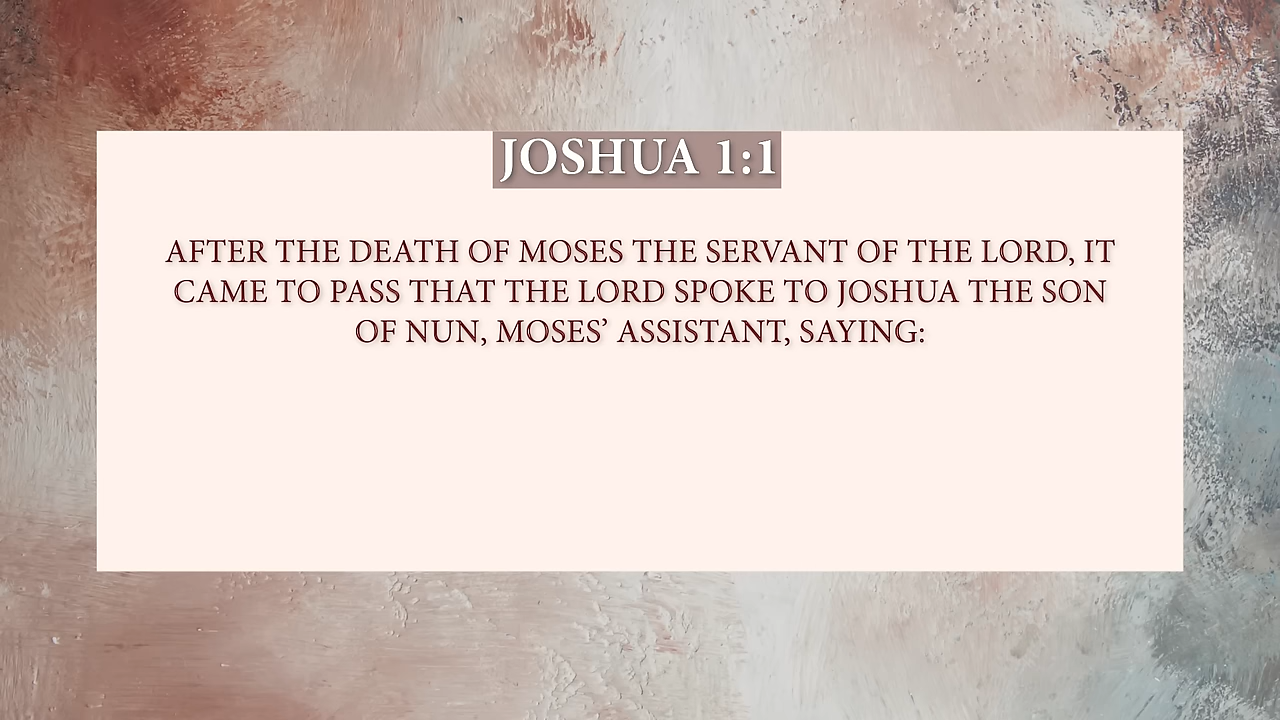 JOSHUA 1:1
AFTER THE DEATH OF MOSES THE SERVANT OF THE LORD, IT
CAME TO PASS THAT THE LORD SPOKE TO JOSHUA THE SON
OF NUN, MOSES’ ASSISTANT, SAYING: